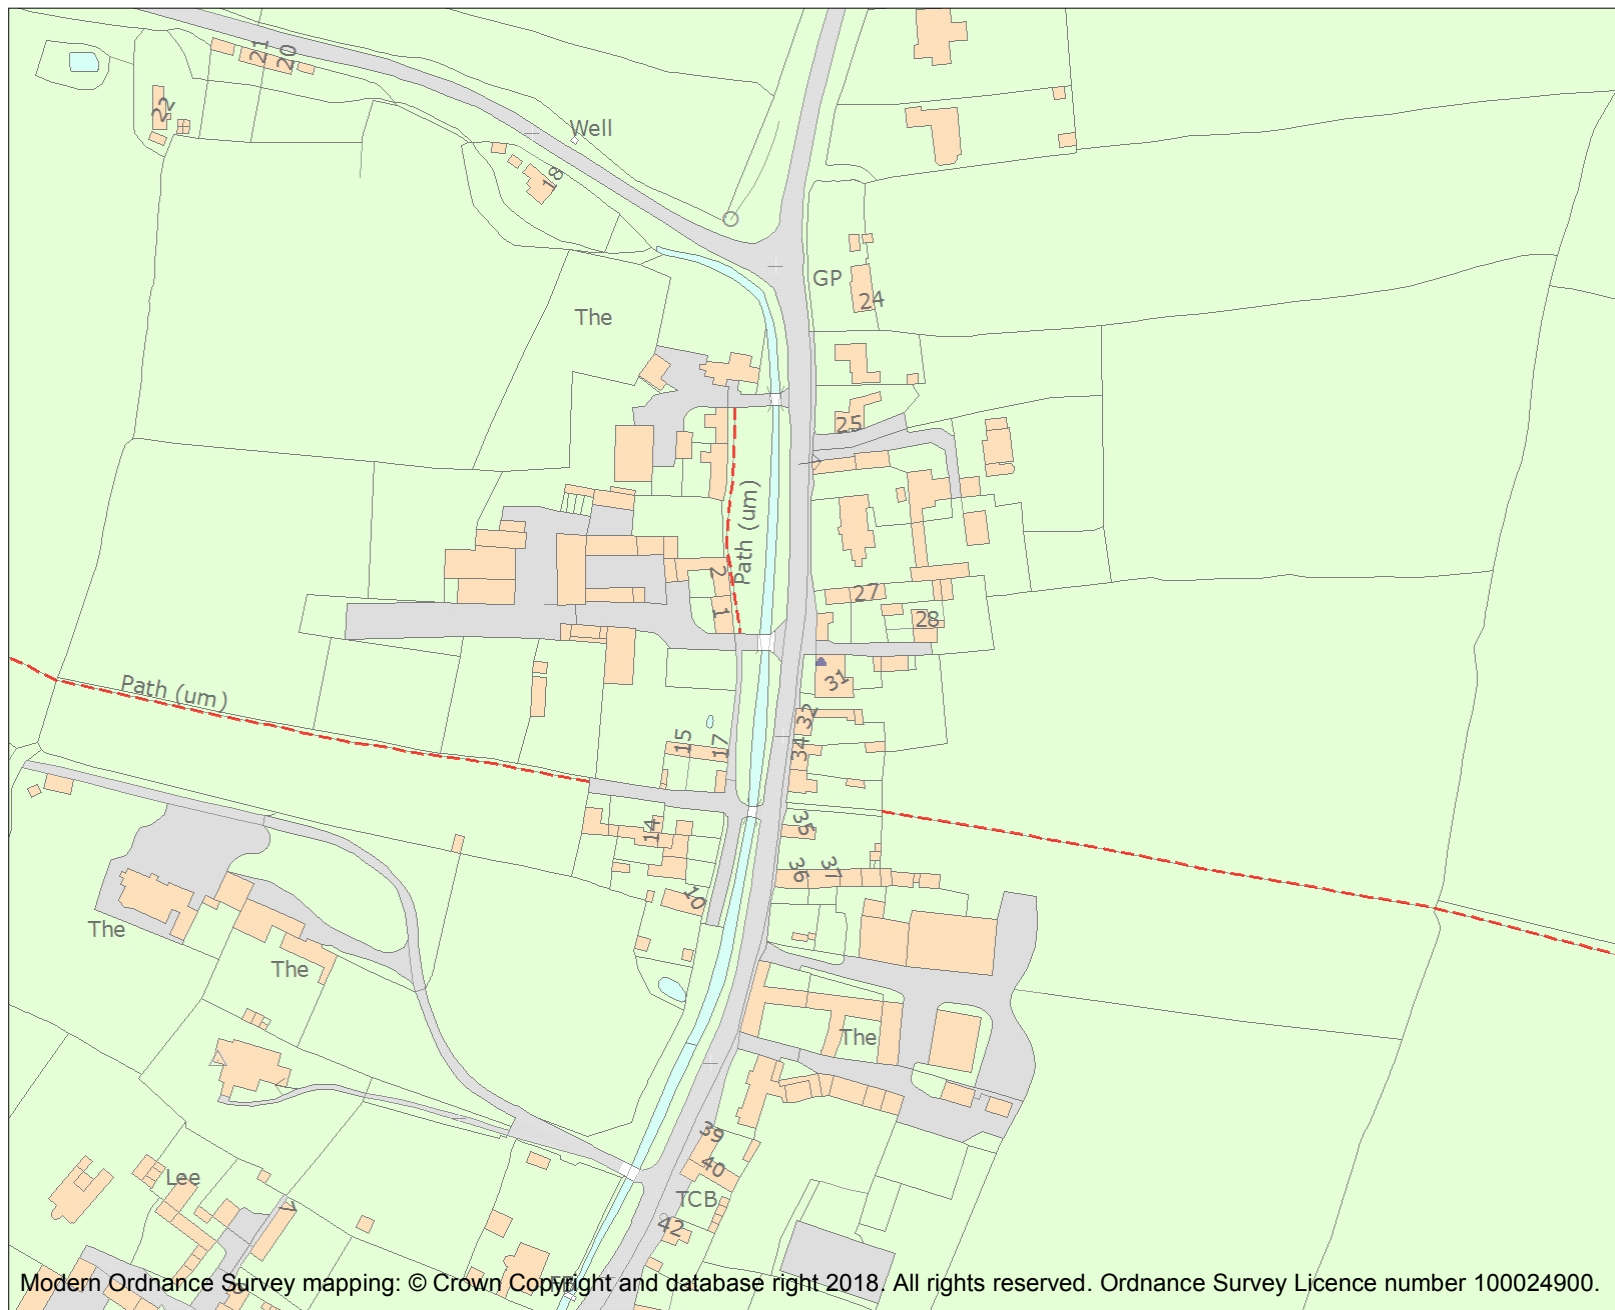 21
20
22
Well
18
GP
24
The
25
Path (um)
2
1
27
28
31
Path (um)
32
15
17
34
14
35
36
37
10
The
The
The
39
40
Lee
TCB
42
Modern Ordnance Survey mapping: © Crown Copyright and database right 2018. All rights reserved. Ordnance Survey Licence number 100024900.